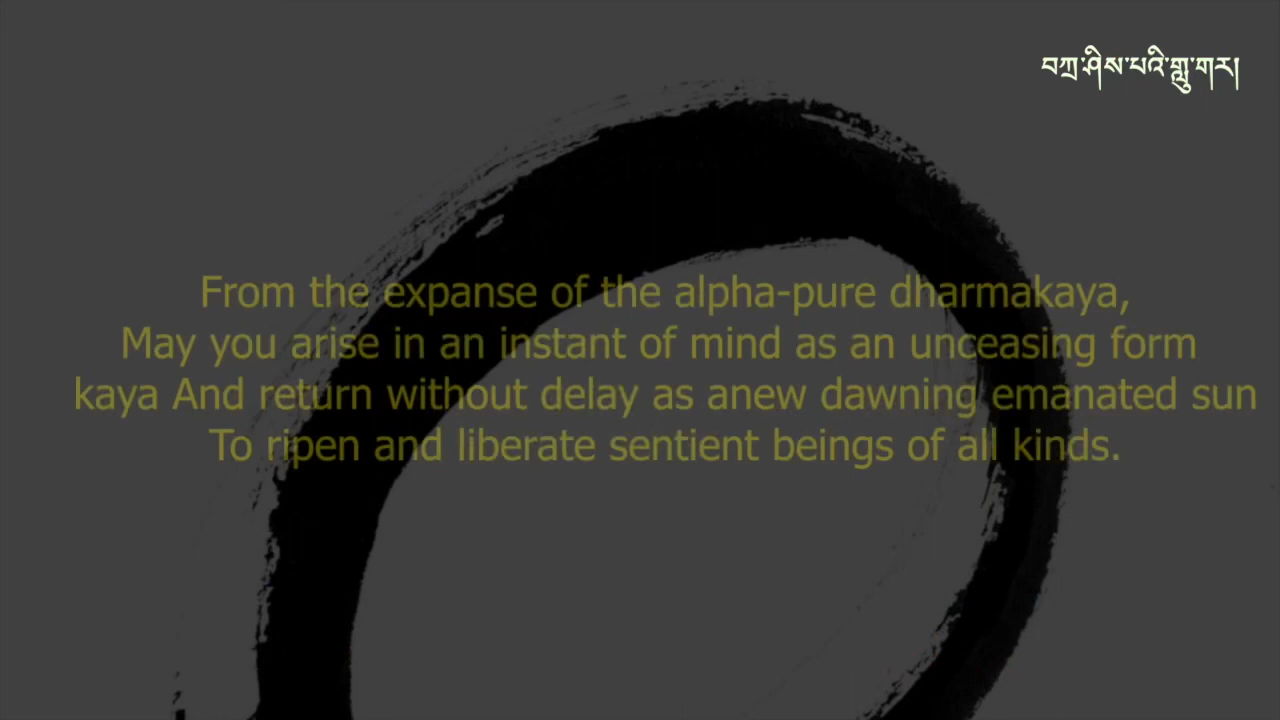 བཀྲ་ཤིས་པའི་གླུ་གར།
From the expanse of the alpha-pure dharmakaya,
May you arise in an instant of mind as an unceasing form
kaya And return without delay as anew dawning emanated sun
To ripen and liberate sentient beings of all kinds.